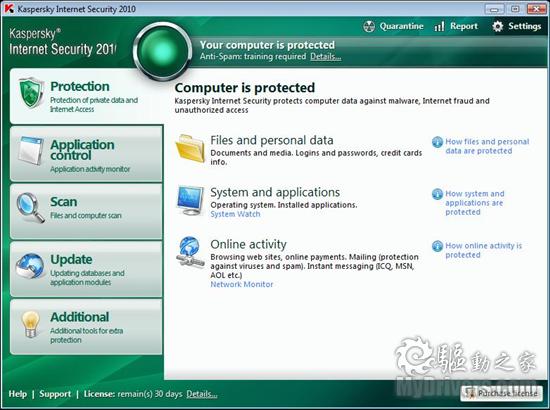 Kaspersky Internet Security 2010
Kaspersky®
Internet Security 2010
Quarantine
Report
Settings
Your computer is protected
Anti-Spam: training required Details...
Protection
Protection of private data and
Internet Access
Application
control
Application activity monitor
Scan
Files and computer scan
Update
Updating databases and
application modules
Additional
Additional tools for extra
protection
Computer is protected
Kaspersky Internet Security protects computer data against malware, Internet fraud and
unauthorized access
Files and personal data
Documents and media. Logins and passwords, credit cards
info.
How files and personal
data are protected
System and applications
Operating system. Installed applications.
System Watch
How system and
applications are
protected
Online activity
Browsing web sites, online payments. Mailing (protection
against viruses and spam). Instant messaging (ICQ, MSN,
AOL etc.)
Network Monitor
How online activity is
protected
驱动之家
MyDrivers.com
Help | Support | License: remain(s) 30 days Details...
Purchase license